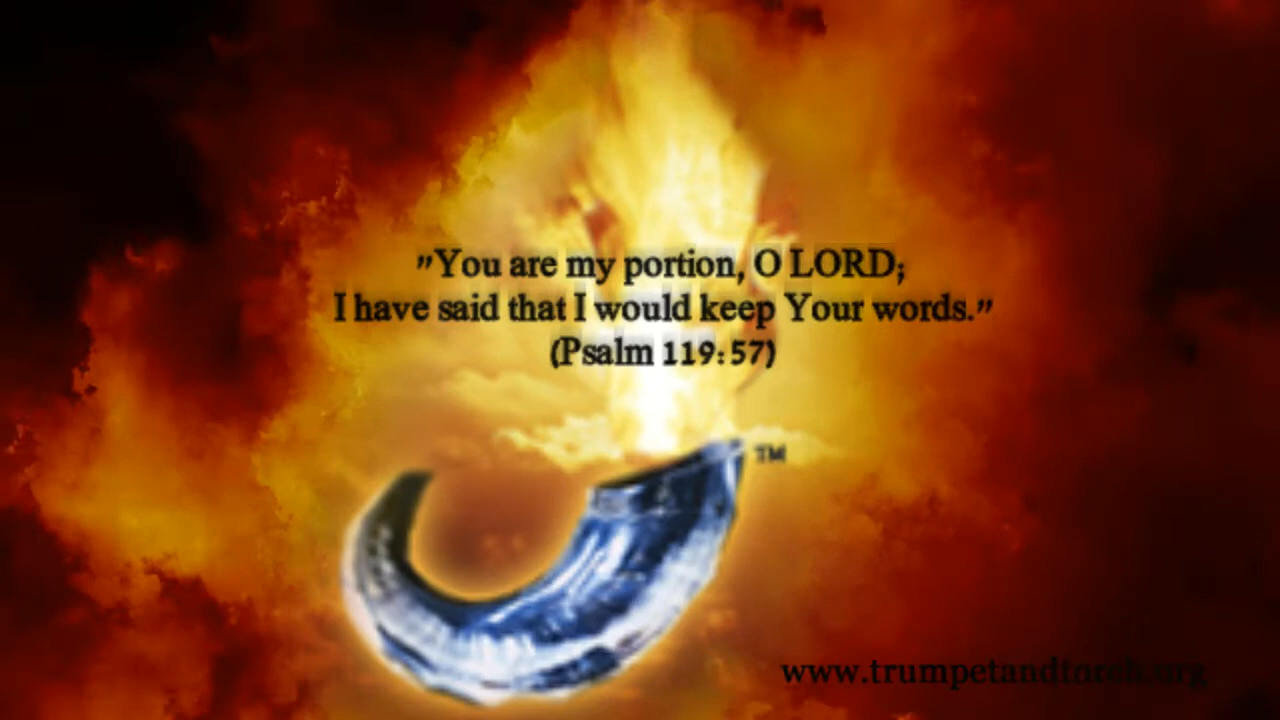 "You are my portion, O LORD;
I have said that I would keep Your words."
(Psalm 119:57)
TM
www.trumpetandtorch.org